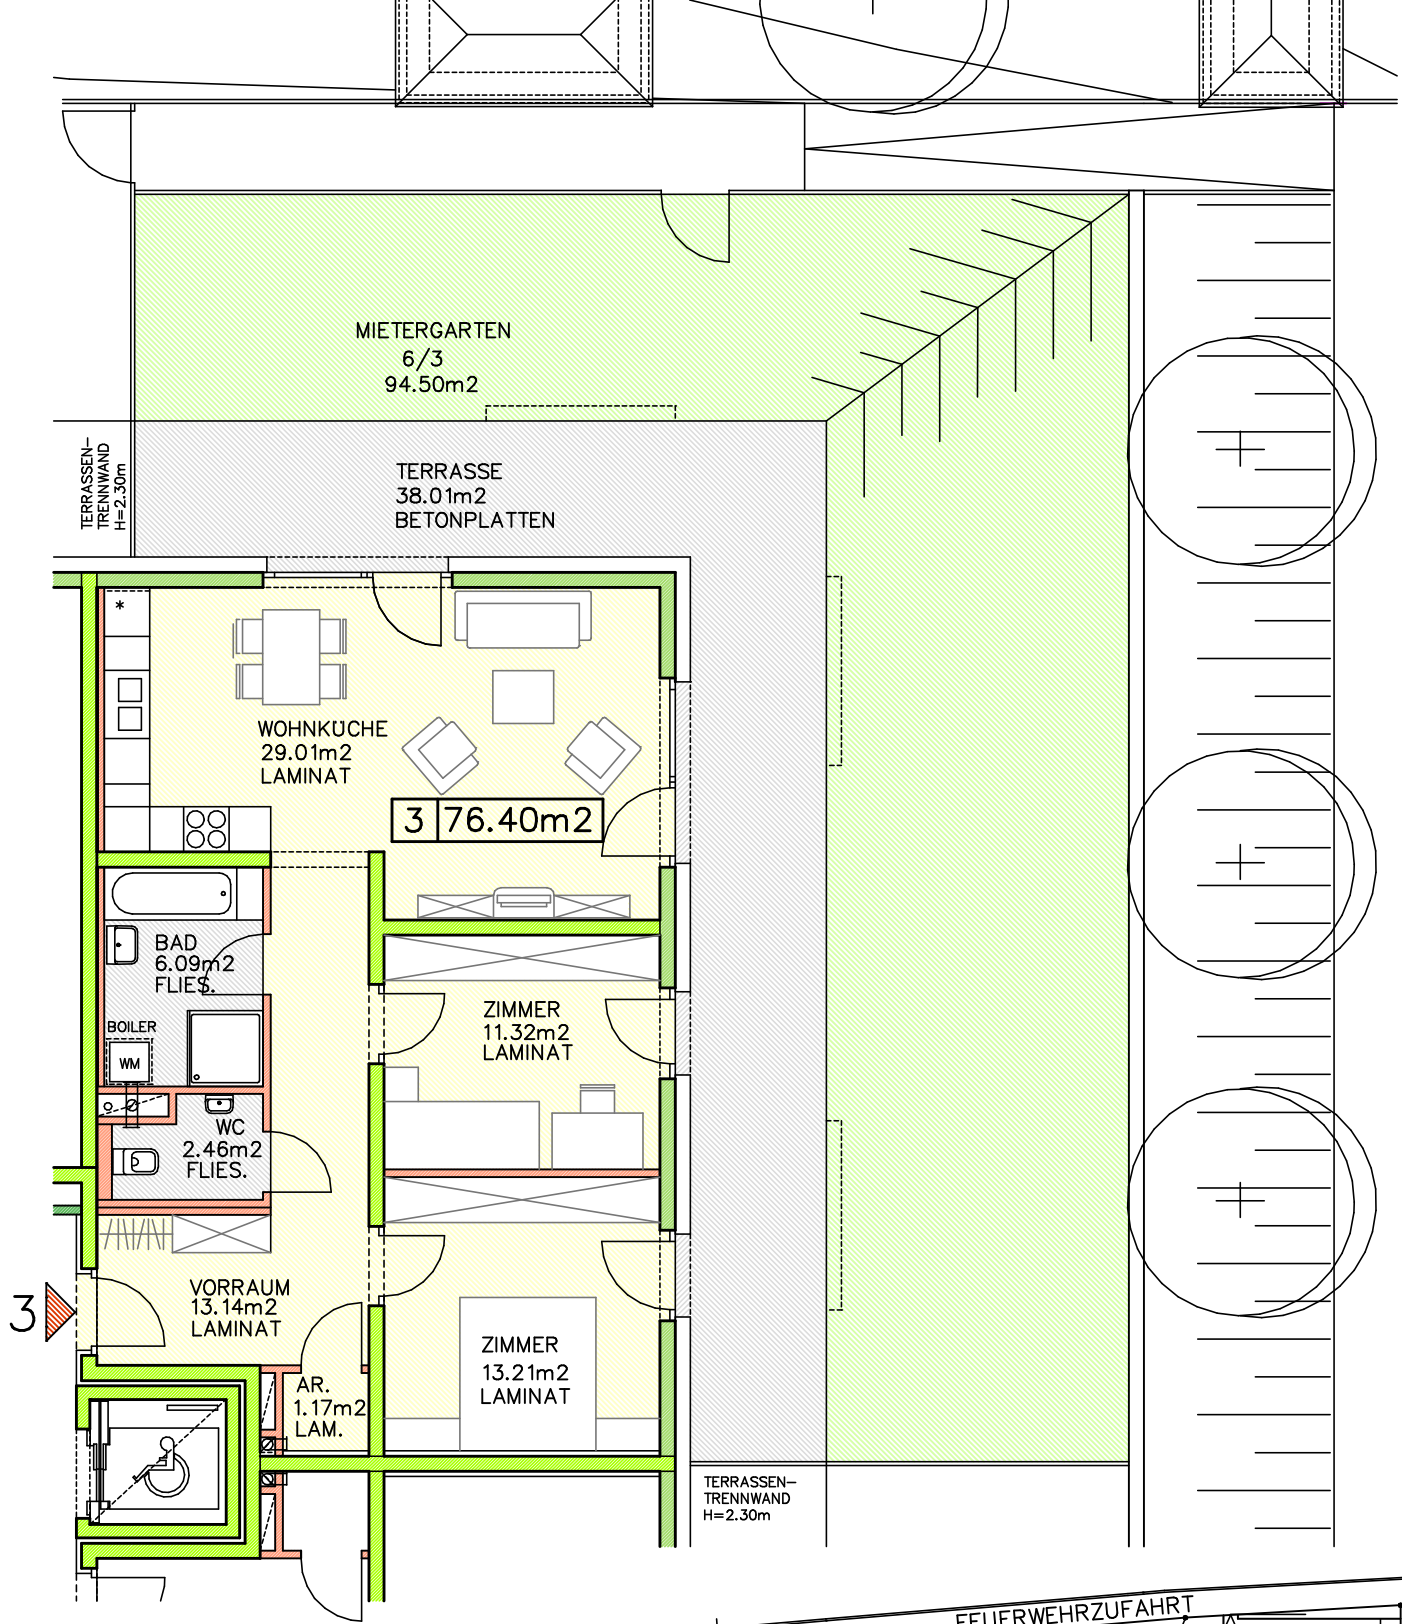 MIETERGARTEN
6/3
94.50m2
TERRASSEN-
TRENNWAND
H=2.30m
TERRASSE
38.01m2
BETONPLATTEN
*
WOHNKÜCHE
29.01m2
LAMINAT
3 76.40m2
BAD
6.09m2
FLIES.
BOILER
WM
ZIMMER
11.32m2
LAMINAT
WC
2.46m2
FLIES.
3
VORRAUM
13.14m2
LAMINAT
ZIMMER
13.21m2
LAMINAT
AR.
1.17m2
LAM.
TERRASSEN-
TRENNWAND
H=2.30m
FEUERWEHRZUFAHRT